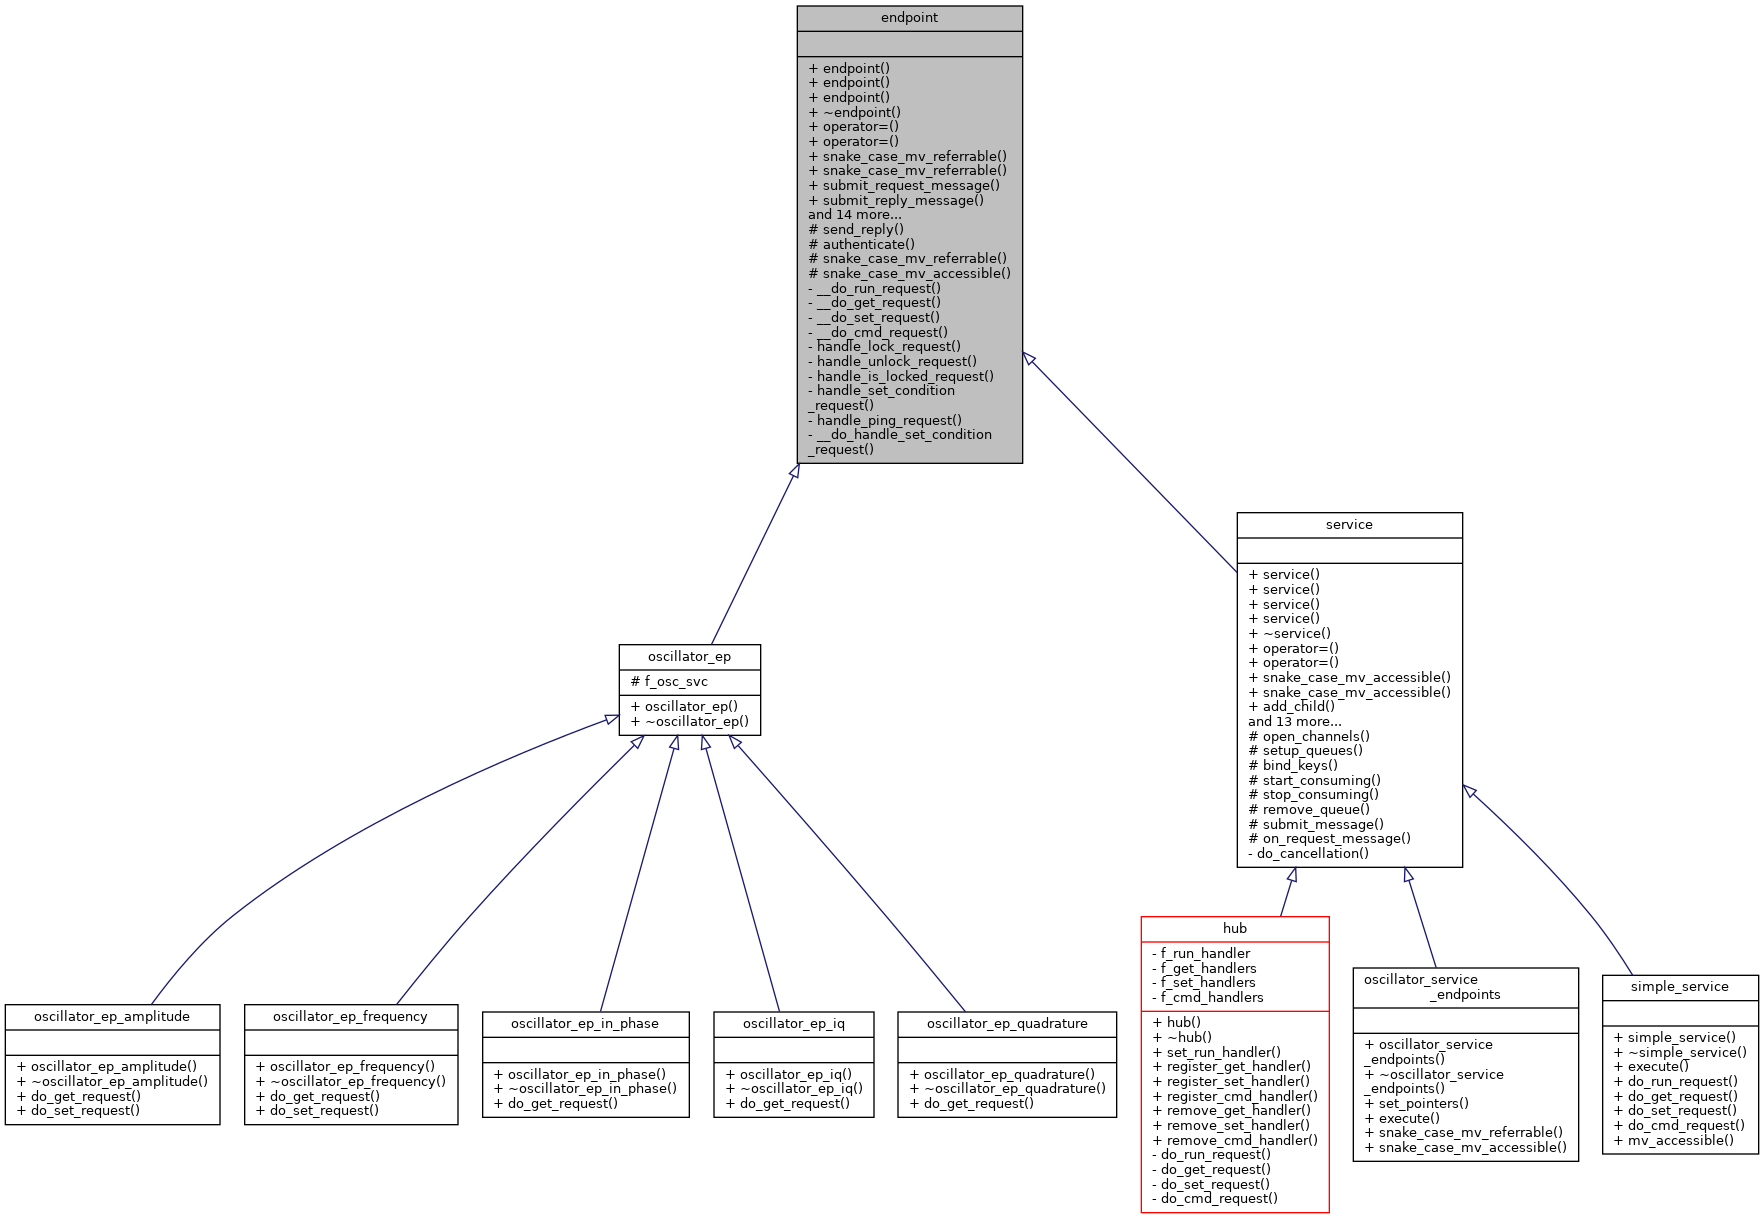 endpoint
+ endpoint()
+ endpoint()
+ endpoint()
+ ~endpoint()
+ operator=()
+ operator=()
+ snake_case_mv_referrable()
+ snake_case_mv_referrable()
+ submit_request_message()
+ submit_reply_message()
and 14 more...
# send_reply()
# authenticate()
# snake_case_mv_referrable()
# snake_case_mv_accessible()
- __do_run_request()
- __do_get_request()
- __do_set_request()
- __do_cmd_request()
- handle_lock_request()
- handle_unlock_request()
- handle_is_locked_request()
- handle_set_condition
_request()
- handle_ping_request()
- __do_handle_set_condition
_request()
service
+ service()
+ service()
+ service()
+ service()
+ ~service()
+ operator=()
+ operator=()
+ snake_case_mv_accessible()
+ snake_case_mv_accessible()
+ add_child()
and 13 more...
# open_channels()
# setup_queues()
# bind_keys()
# start_consuming()
# stop_consuming()
# remove_queue()
# submit_message()
# on_request_message()
- do_cancellation()
oscillator_ep
# f_osc_svc
+ oscillator_ep()
+ ~oscillator_ep()
oscillator_ep_amplitude
+ oscillator_ep_amplitude()
+ ~oscillator_ep_amplitude()
+ do_get_request()
+ do_set_request()
oscillator_ep_frequency
+ oscillator_ep_frequency()
+ ~oscillator_ep_frequency()
+ do_get_request()
+ do_set_request()
oscillator_ep_in_phase
+ oscillator_ep_in_phase()
+ ~oscillator_ep_in_phase()
+ do_get_request()
oscillator_ep_iq
+ oscillator_ep_iq()
+ ~oscillator_ep_iq()
+ do_get_request()
oscillator_ep_quadrature
+ oscillator_ep_quadrature()
+ ~oscillator_ep_quadrature()
+ do_get_request()
hub
- f_run_handler
- f_get_handlers
- f_set_handlers
- f_cmd_handlers
+ hub()
+ ~hub()
+ set_run_handler()
+ register_get_handler()
+ register_set_handler()
+ register_cmd_handler()
+ remove_get_handler()
+ remove_set_handler()
+ remove_cmd_handler()
- do_run_request()
- do_get_request()
- do_set_request()
- do_cmd_request()
oscillator_service
_endpoints
+ oscillator_service
_endpoints()
+ ~oscillator_service
_endpoints()
+ set_pointers()
+ execute()
+ snake_case_mv_referrable()
+ snake_case_mv_accessible()
simple_service
+ simple_service()
+ ~simple_service()
+ execute()
+ do_run_request()
+ do_get_request()
+ do_set_request()
+ do_cmd_request()
+ mv_accessible()